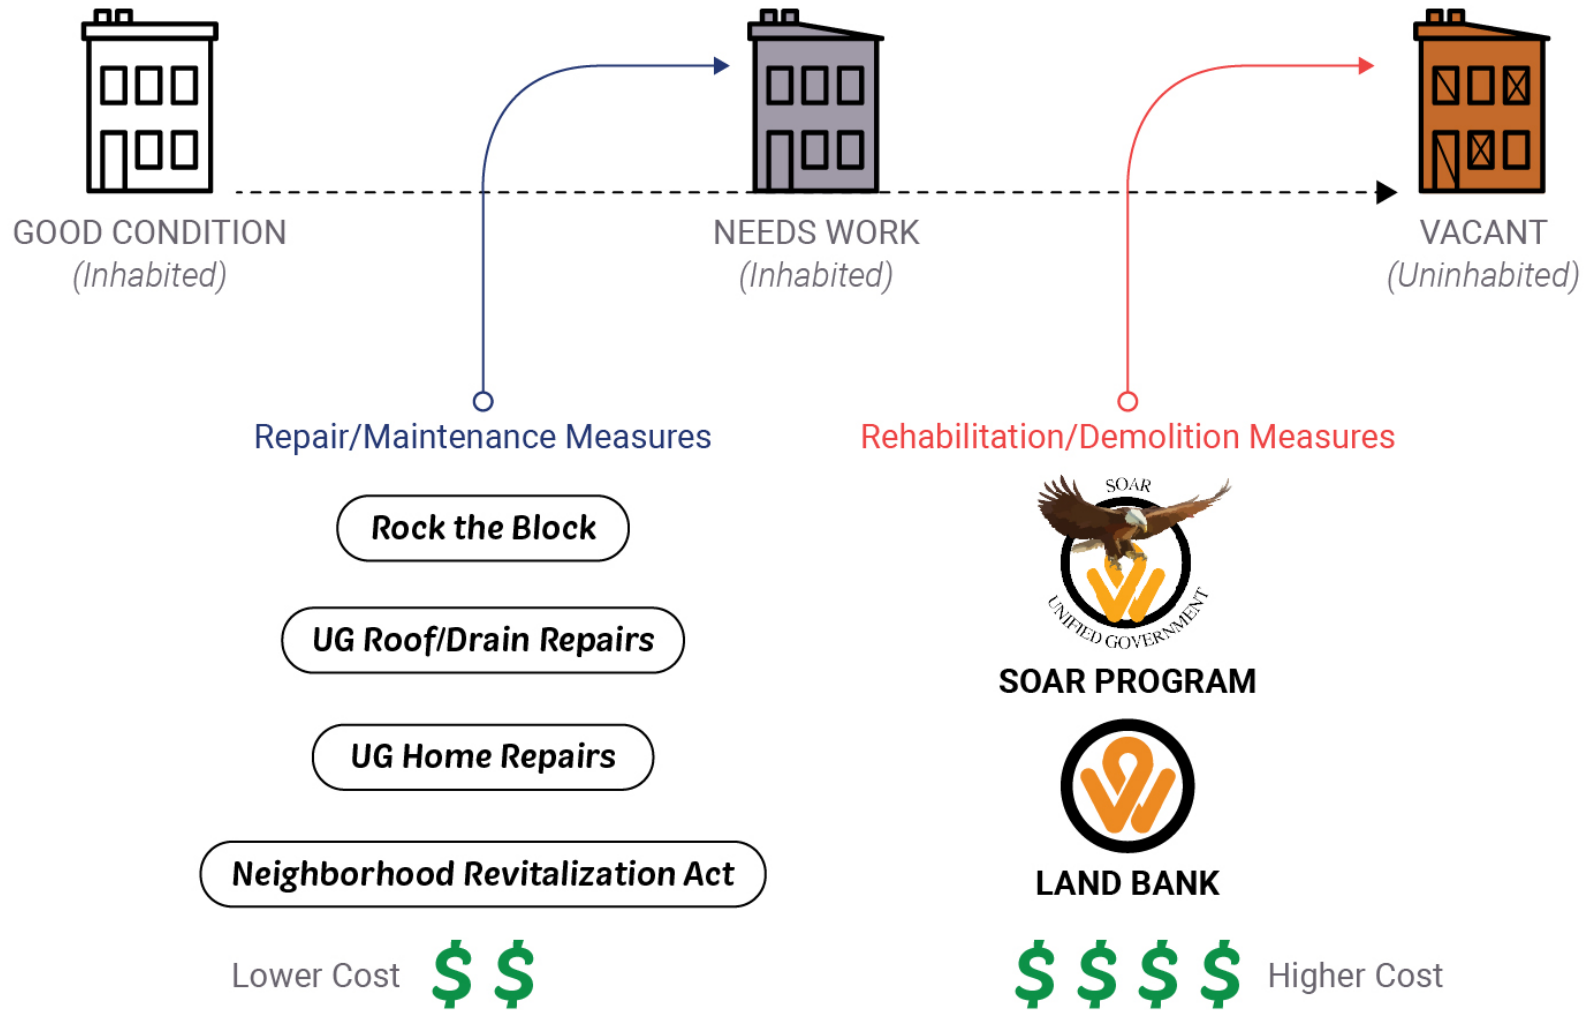 GOOD CONDITION
(Inhabited)
NEEDS WORK
(Inhabited)
VACANT
(Uninhabited)
Repair/Maintenance Measures
Rock the Block
UG Roof/Drain Repairs
UG Home Repairs
Neighborhood Revitalization Act
Lower Cost $ $
Rehabilitation/Demolition Measures
SOAR
UNIFIED GOVERNMENT
SOAR PROGRAM
LAND BANK
$ $ $ $ Higher Cost